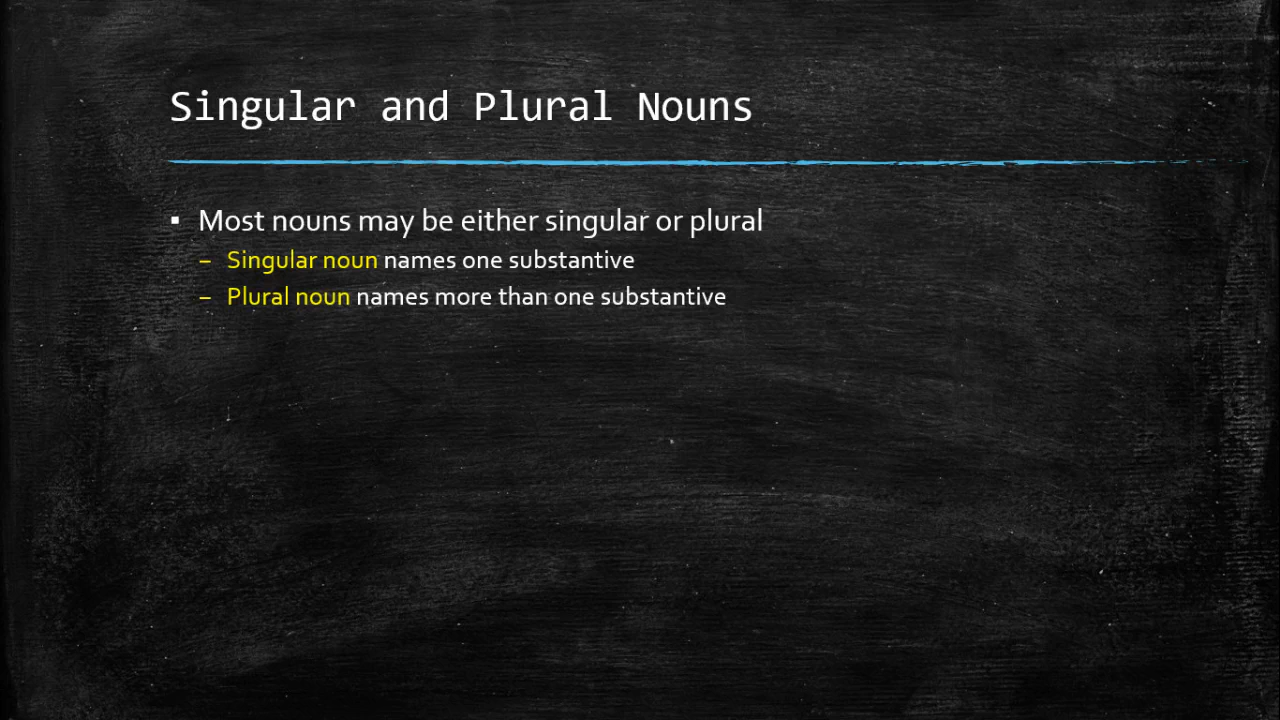 Singular and Plural Nouns
▪ Most nouns may be either singular or plural
– Singular noun names one substantive
– Plural noun names more than one substantive